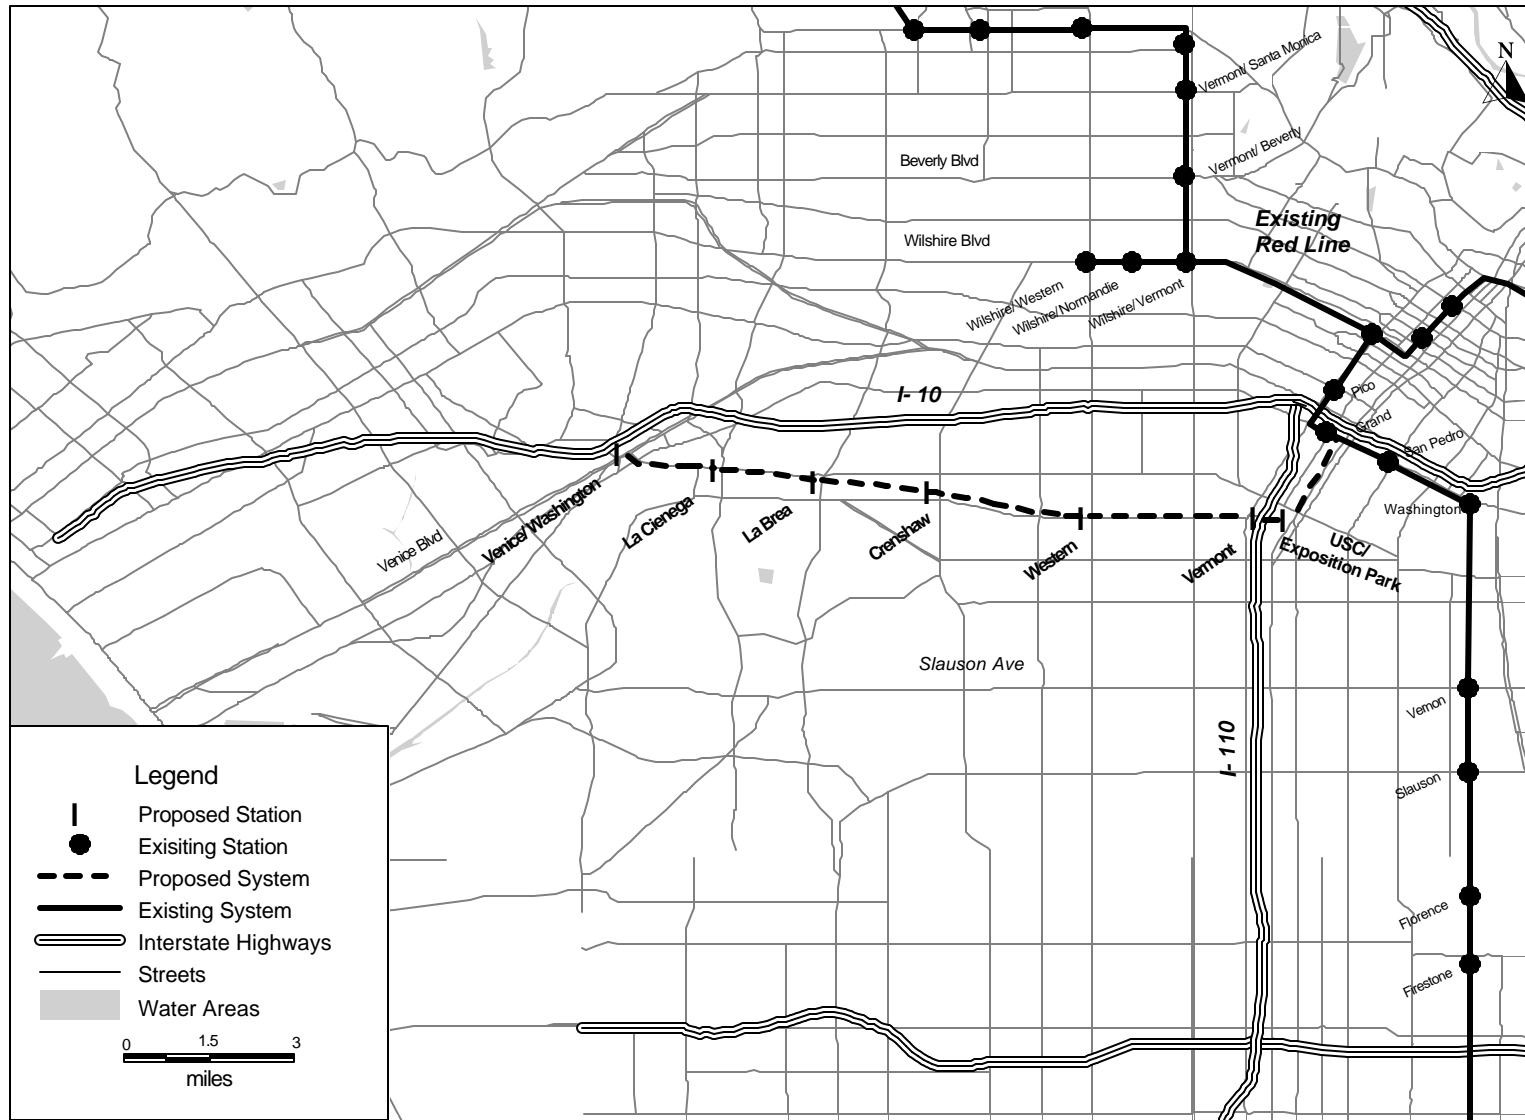 N
Vermont/ Santa Monica
Beverly Blvd
Vermont/ Beverly
Existing
Red Line
Wilshire Blvd
Wilshire/Western
Wilshire/Normandie
Wilshire/Vermont
I- 10
Pico
Grand
San Pedro
Washington
Venice Blvd
Venice/ Washington
La Cienega
La Brea
Crenshaw
Western
Vermont
USC/
Exposition Park
Slauson Ave
I- 110
Vernon
Slauson
Florence
Firestone
Legend
Proposed Station
Exisiting Station
Proposed System
Existing System
Interstate Highways
Streets
Water Areas
0 1.5 3
miles